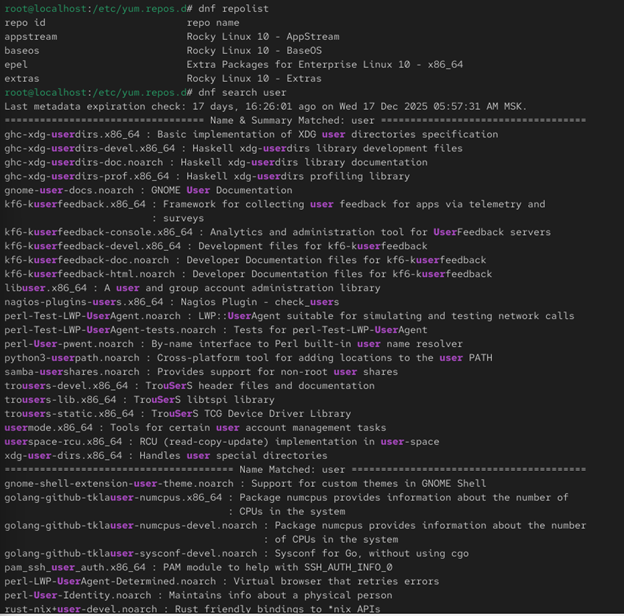 root@localhost:/etc/yum.repos.d# dnf repolist
repo id repo name
appstream Rocky Linux 10 - AppStream
baseos Rocky Linux 10 - BaseOS
epel Extra Packages for Enterprise Linux 10 - x86_64
extras Rocky Linux 10 - Extras
root@localhost:/etc/yum.repos.d# dnf search user
Last metadata expiration check: 17 days, 16:26:01 ago on Wed 17 Dec 2025 05:57:31 AM MSK.
================================== Name & Summary Matched: user ===================================
ghc-xdg-userdirs.x86_64 : Basic implementation of XDG user directories specification
ghc-xdg-userdirs-devel.x86_64 : Haskell xdg-userdirs library development files
ghc-xdg-userdirs-doc.noarch : Haskell xdg-userdirs library documentation
ghc-xdg-userdirs-prof.x86_64 : Haskell xdg-userdirs profiling library
gnome-user-docs.noarch : GNOME User Documentation
kf6-kuserfeedback.x86_64 : Framework for collecting user feedback for apps via telemetry and
: surveys
kf6-kuserfeedback-console.x86_64 : Analytics and administration tool for UserFeedback servers
kf6-kuserfeedback-devel.x86_64 : Development files for kf6-kuserfeedback
kf6-kuserfeedback-doc.noarch : Developer Documentation files for kf6-kuserfeedback
kf6-kuserfeedback-html.noarch : Developer Documentation files for kf6-kuserfeedback
libuser.x86_64 : A user and group account administration library
nagios-plugins-users.x86_64 : Nagios Plugin - check_users
perl-Test-LWP-UserAgent.noarch : LWP::UserAgent suitable for simulating and testing network calls
perl-Test-LWP-UserAgent-tests.noarch : Tests for perl-Test-LWP-UserAgent
perl-User-pwent.noarch : By-name interface to Perl built-in user name resolver
python3-userpath.noarch : Cross-platform tool for adding locations to the user PATH
samba-usershares.noarch : Provides support for non-root user shares
trousers-devel.x86_64 : TrouSerS header files and documentation
trousers-lib.x86_64 : TrouSerS libtspi library
trousers-static.x86_64 : TrouSerS TCG Device Driver Library
usermode.x86_64 : Tools for certain user account management tasks
userspace-rcu.x86_64 : RCU (read-copy-update) implementation in user-space
xdg-user-dirs.x86_64 : Handles user special directories
======================================= Name Matched: user ========================================
gnome-shell-extension-user-theme.noarch : Support for custom themes in GNOME Shell
golang-github-tklauser-numcpus.x86_64 : Package numcpus provides information about the number of
: CPUs in the system
golang-github-tklauser-numcpus-devel.noarch : Package numcpus provides information about the number
: of CPUs in the system
golang-github-tklauser-sysconf-devel.noarch : Sysconf for Go, without using cgo
pam_ssh_user_auth.x86_64 : PAM module to help with SSH_AUTH_INFO_0
perl-LWP-UserAgent-Determined.noarch : Virtual browser that retries errors
perl-User-Identity.noarch : Maintains info about a physical person
rust-nix+user-devel.noarch : Rust friendly bindings to *nix APIs